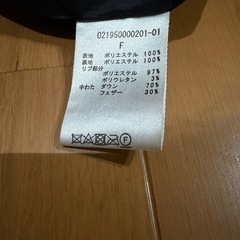 021950000201-01
F
表地 ポリエステル 100%
裏地 ポリエステル 100%
リブ部分
ポリエステル 97%
ポリウレタン 3%
中わた ダウン 70%
フェザー 30%
F